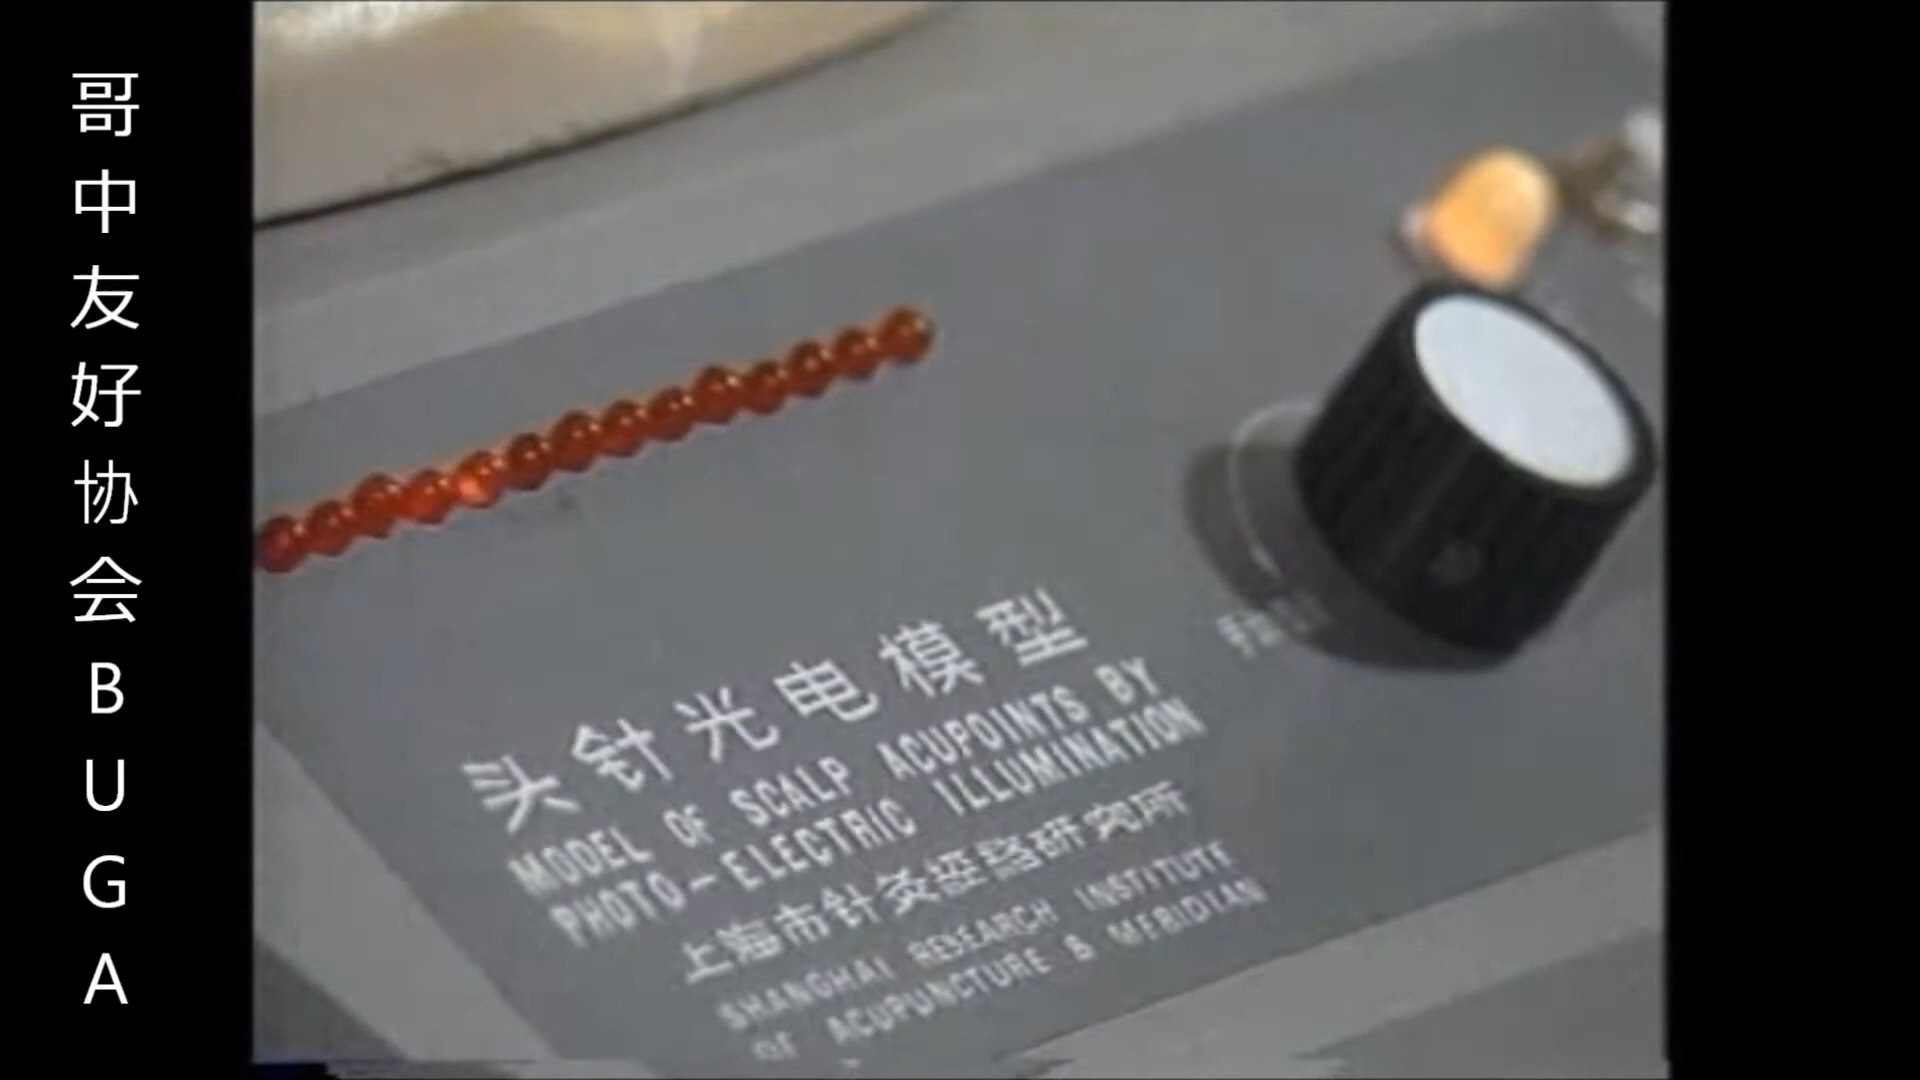 哥中友好协会BUGA
头针光电模型
MODEL OF SCALP ACUPOINTS BY
PHOTO-ELECTRIC ILLUMINATION
上海市针灸经络研究所
SHANGHAI RESEARCH INSTITUTE
OF ACUPUNCTURE & MERIDIAN